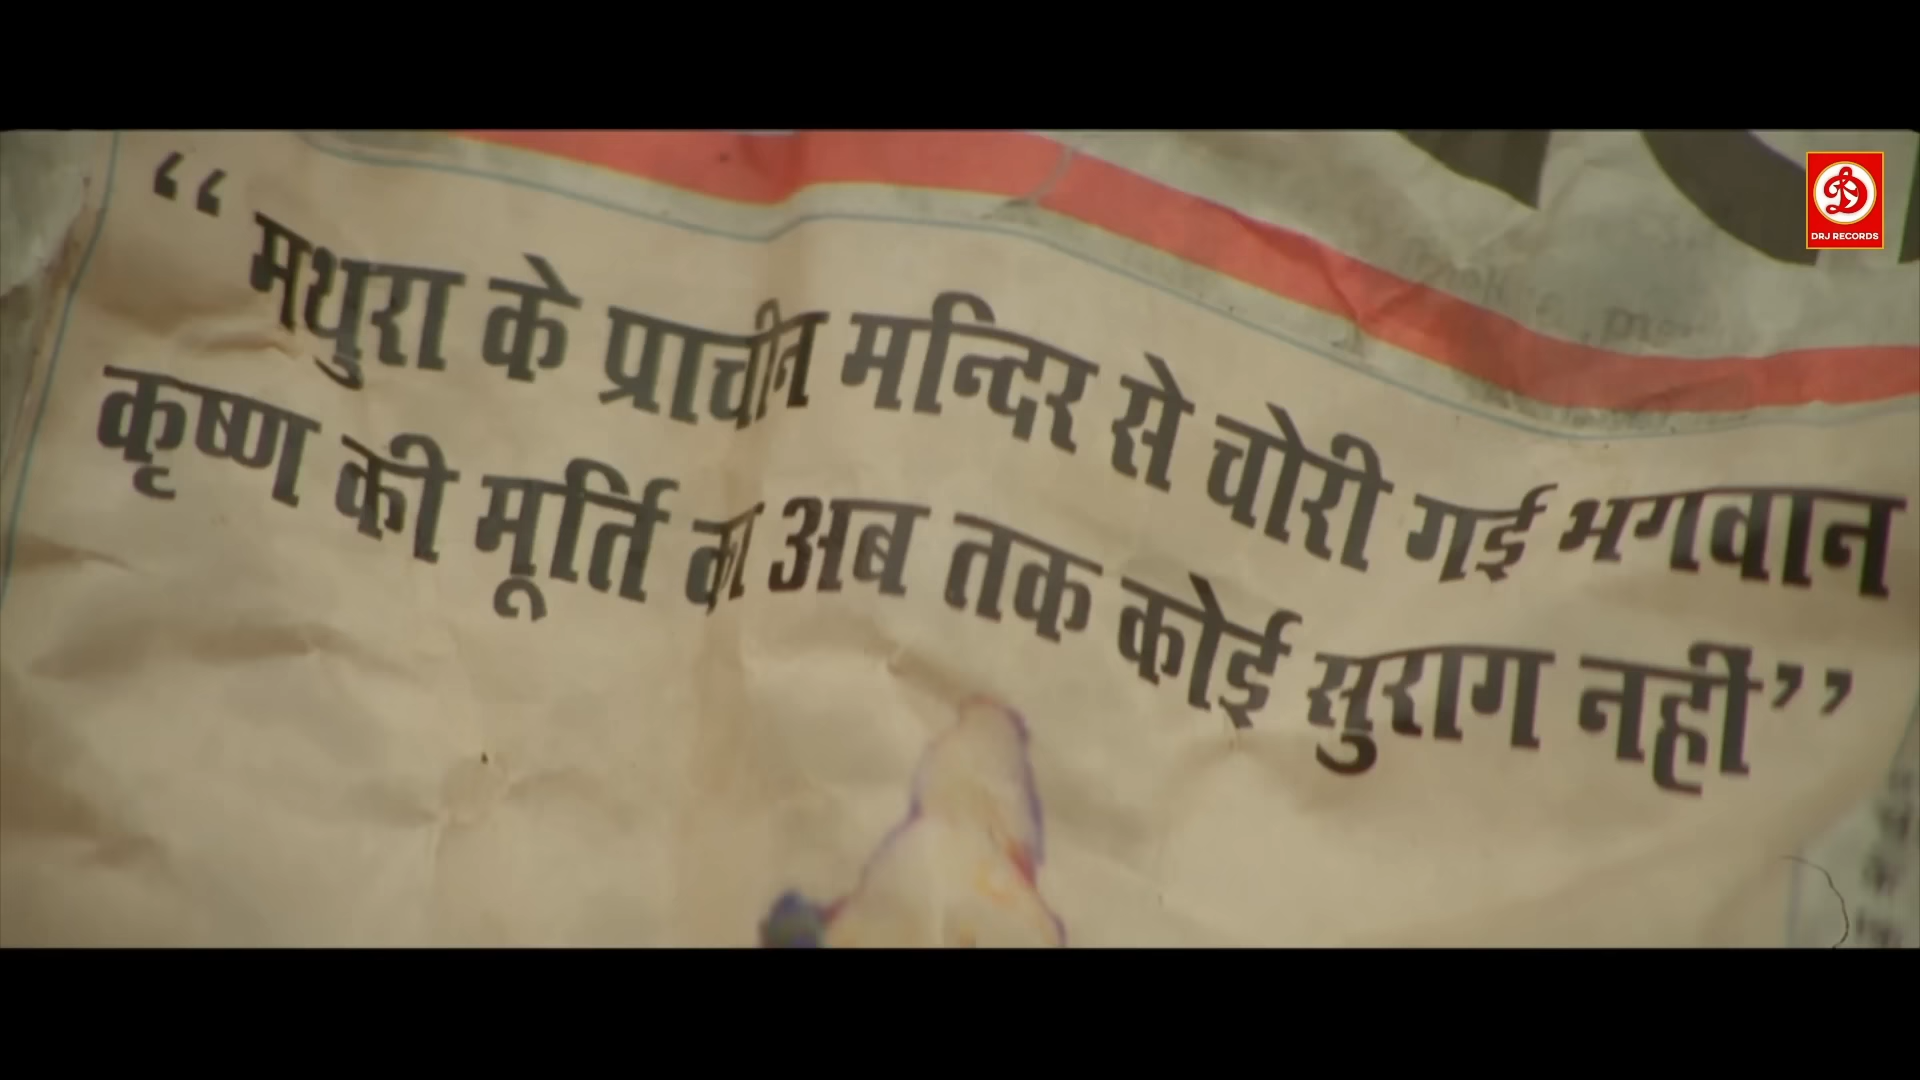 “मथुरा के प्राचीन मन्दिर से चोरी गई भगवान
कृष्ण की मूर्ति का अब तक कोई सुराग नहीं”
DRJ RECORDS